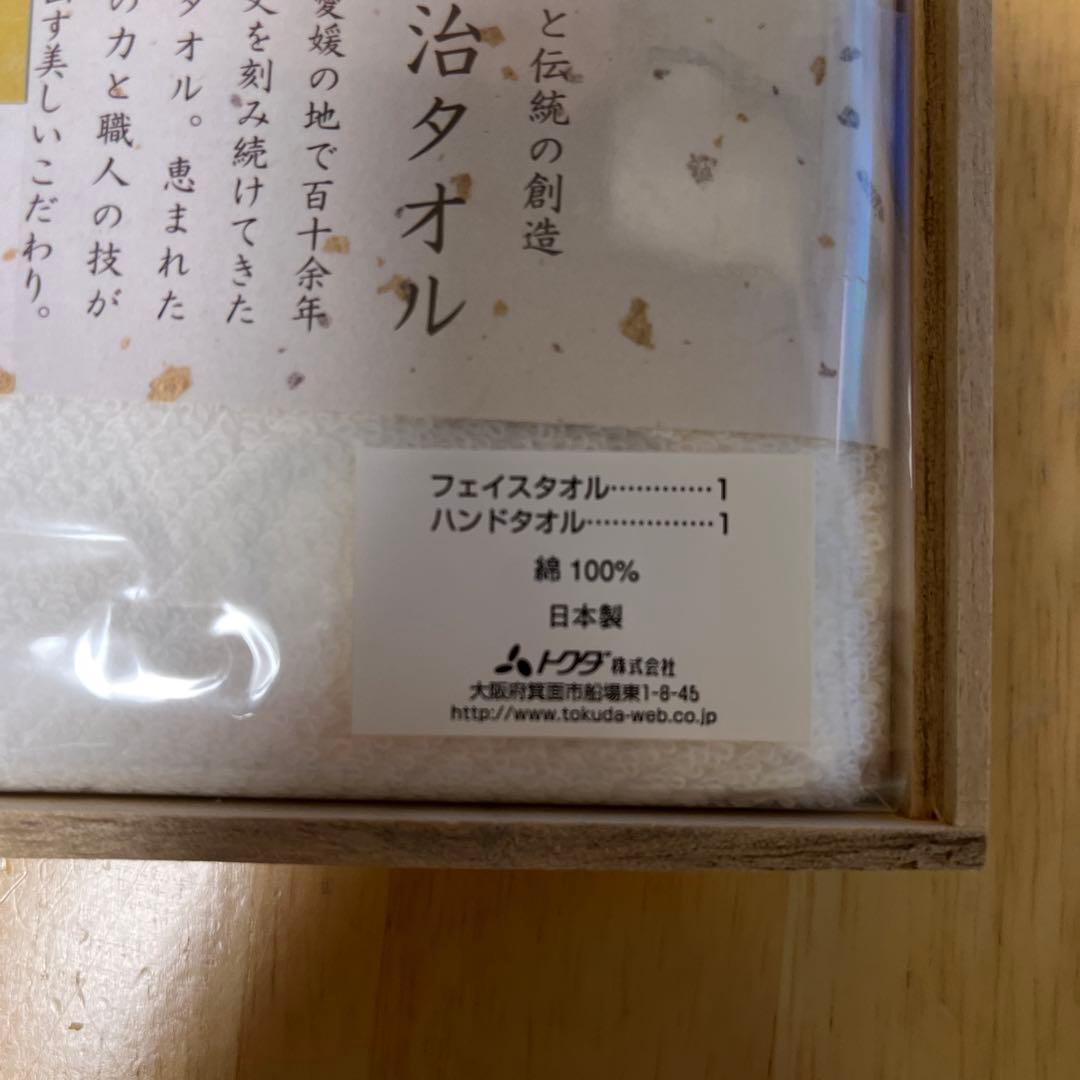 と伝統の創造
治タオル
愛媛の地で百十余年
を刻み続けてきた
タオル。恵まれた
の力と職人の技が
す美しいこだわり。
フェイスタオル…………1
ハンドタオル……………1
綿 100%
日本製
トクダ株式会社
大阪府箕面市船場東1-8-45
http://www.tokuda-web.co.jp